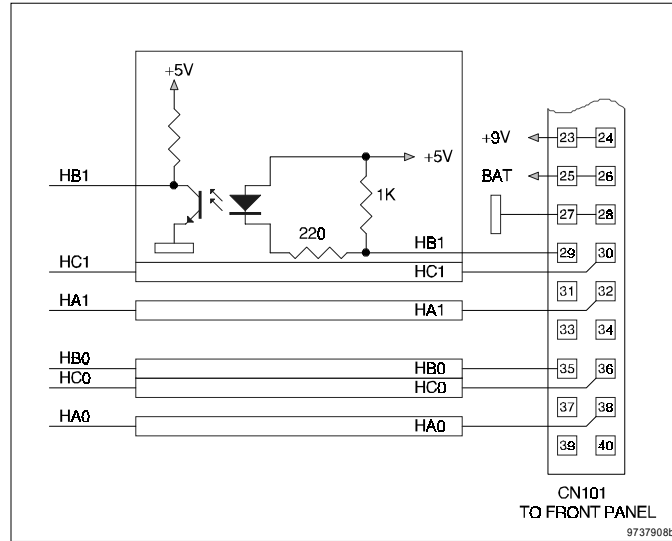 +5V
+9V
23 24
+5V
BAT
25 26
HB1
1K
27 28
220
HB1
29 30
HC1
HC1
31 32
HA1
HA1
33 34
HB0
HB0
35 36
HC0
HC0
37 38
HA0
HA0
39 40
CN101
TO FRONT PANEL
9737908b